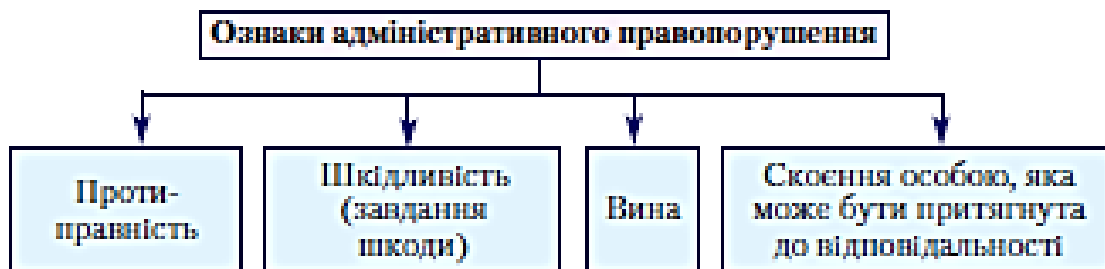 Ознаки адміністративного правопорушення
Проти-
правність
Шкідливість
(завдання
шкоди)
Вина
Скоєння особою, яка
може бути притягнута
до відповідальності